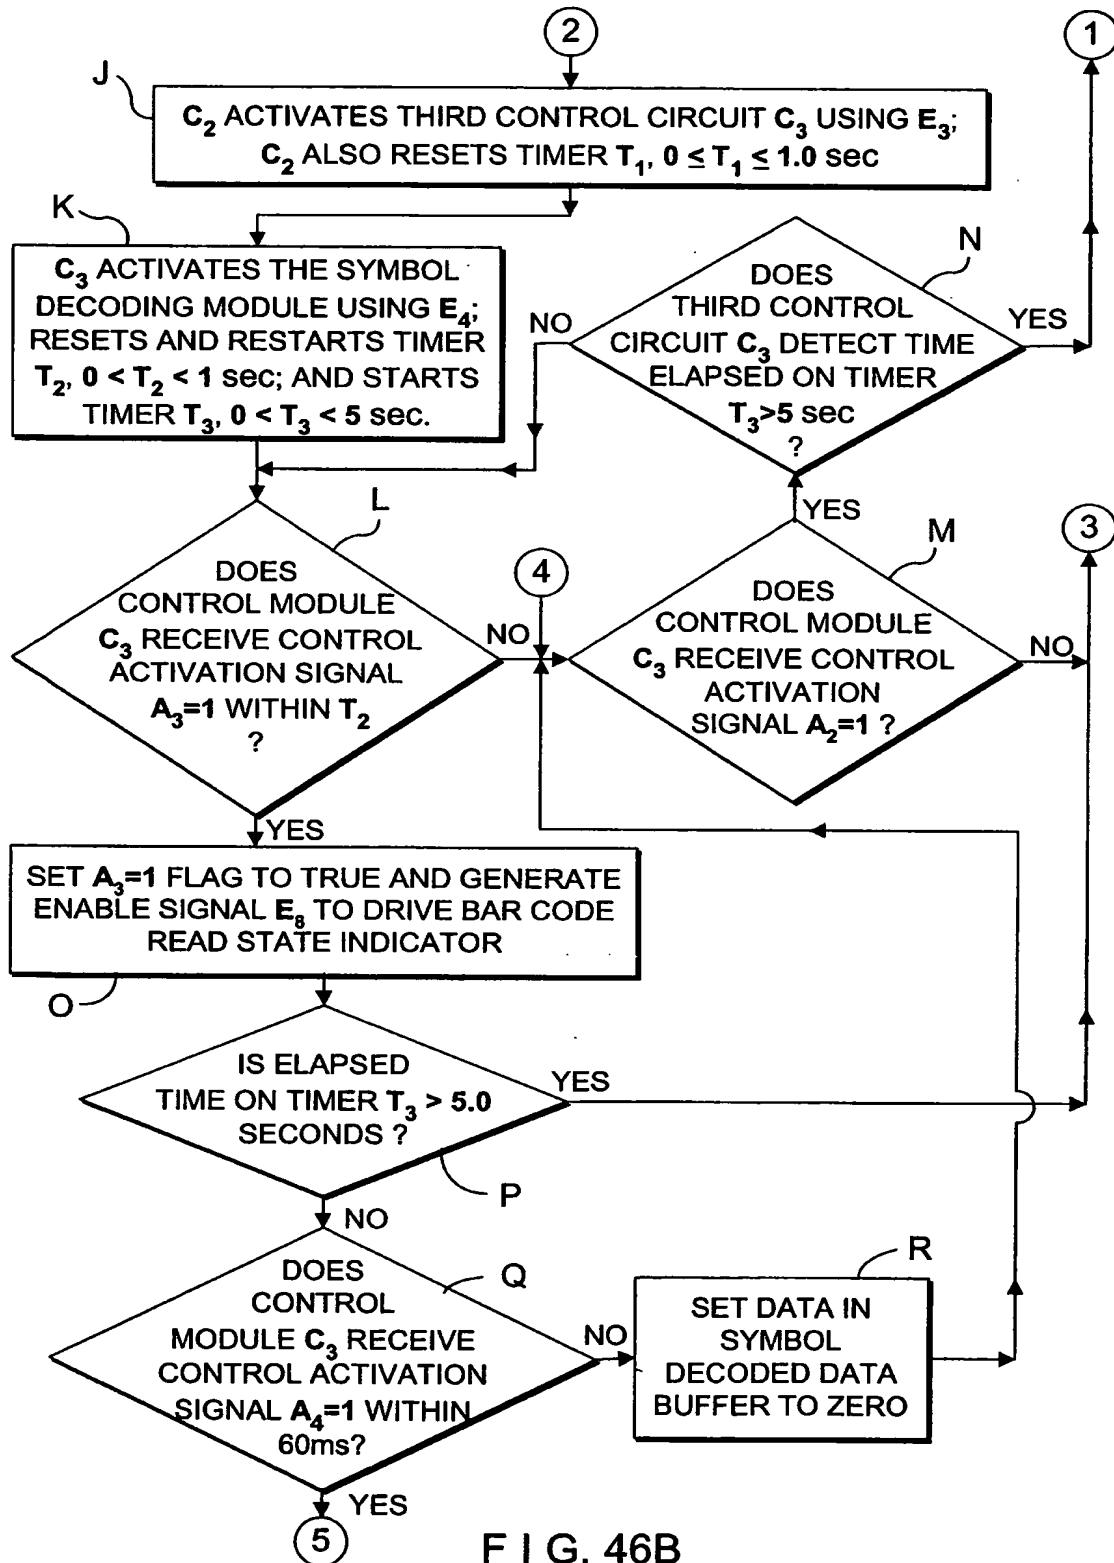 2
1
J
C₂ ACTIVATES THIRD CONTROL CIRCUIT C₃ USING E₃;
C₂ ALSO RESETS TIMER T₁, 0 ≤ T₁ ≤ 1.0 sec
K
C₃ ACTIVATES THE SYMBOL
DECODING MODULE USING E₄;
RESETS AND RESTARTS TIMER
T₂, 0 < T₂ < 1 sec; AND STARTS
TIMER T₃, 0 < T₃ < 5 sec.
N
DOES
THIRD CONTROL
CIRCUIT C₃ DETECT TIME
ELAPSED ON TIMER
T₃>5 sec
?
NO
YES
L
DOES
CONTROL MODULE
C₃ RECEIVE CONTROL
ACTIVATION SIGNAL
A₃=1 WITHIN T₂
?
NO
YES
4
YES
M
DOES
CONTROL MODULE
C₃ RECEIVE CONTROL
ACTIVATION
SIGNAL A₂=1 ?
NO
3
SET A₃=1 FLAG TO TRUE AND GENERATE
ENABLE SIGNAL E₈ TO DRIVE BAR CODE
READ STATE INDICATOR
O
IS ELAPSED
TIME ON TIMER T₃ > 5.0
SECONDS ?
YES
P
NO
DOES
CONTROL
MODULE C₃ RECEIVE
CONTROL ACTIVATION
SIGNAL A₄=1 WITHIN
60ms?
Q
NO
R
SET DATA IN
SYMBOL
DECODED DATA
BUFFER TO ZERO
YES
5
F I G. 46B